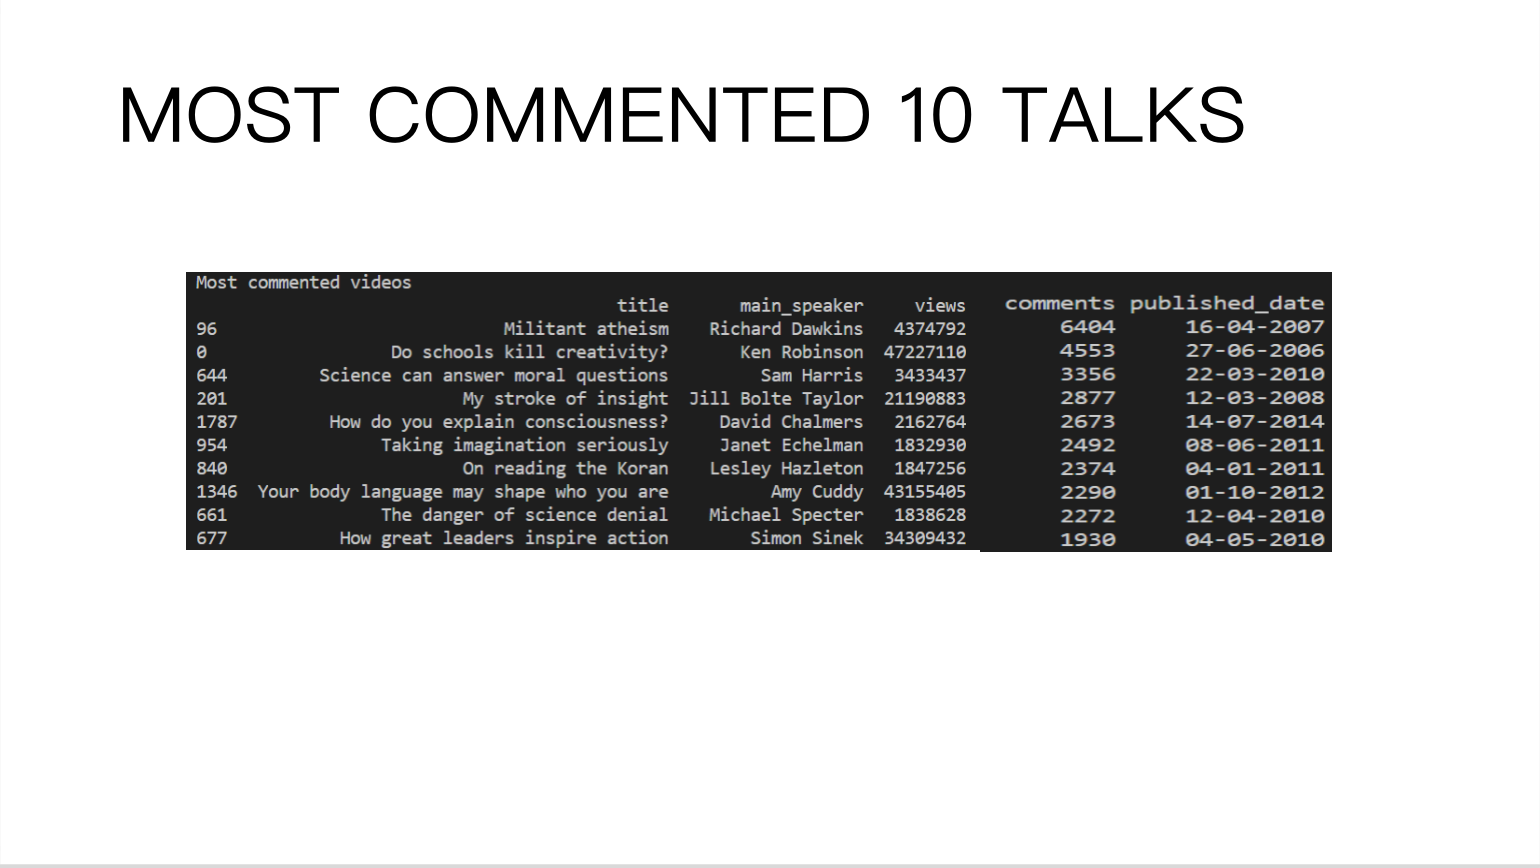 MOST COMMENTED 10 TALKS
Most commented videos
title main_speaker views comments published_date
96 Militant atheism Richard Dawkins 4374792 6404 16-04-2007
0 Do schools kill creativity? Ken Robinson 47227110 4553 27-06-2006
644 Science can answer moral questions Sam Harris 3433437 3356 22-03-2010
201 My stroke of insight Jill Bolte Taylor 21190883 2877 12-03-2008
1787 How do you explain consciousness? David Chalmers 2162764 2673 14-07-2014
954 Taking imagination seriously Janet Echelman 1832930 2492 08-06-2011
840 On reading the Koran Lesley Hazleton 1847256 2374 04-01-2011
1346 Your body language may shape who you are Amy Cuddy 43155405 2290 01-10-2012
661 The danger of science denial Michael Specter 1838628 2272 12-04-2010
677 How great leaders inspire action Simon Sinek 34309432 1930 04-05-2010